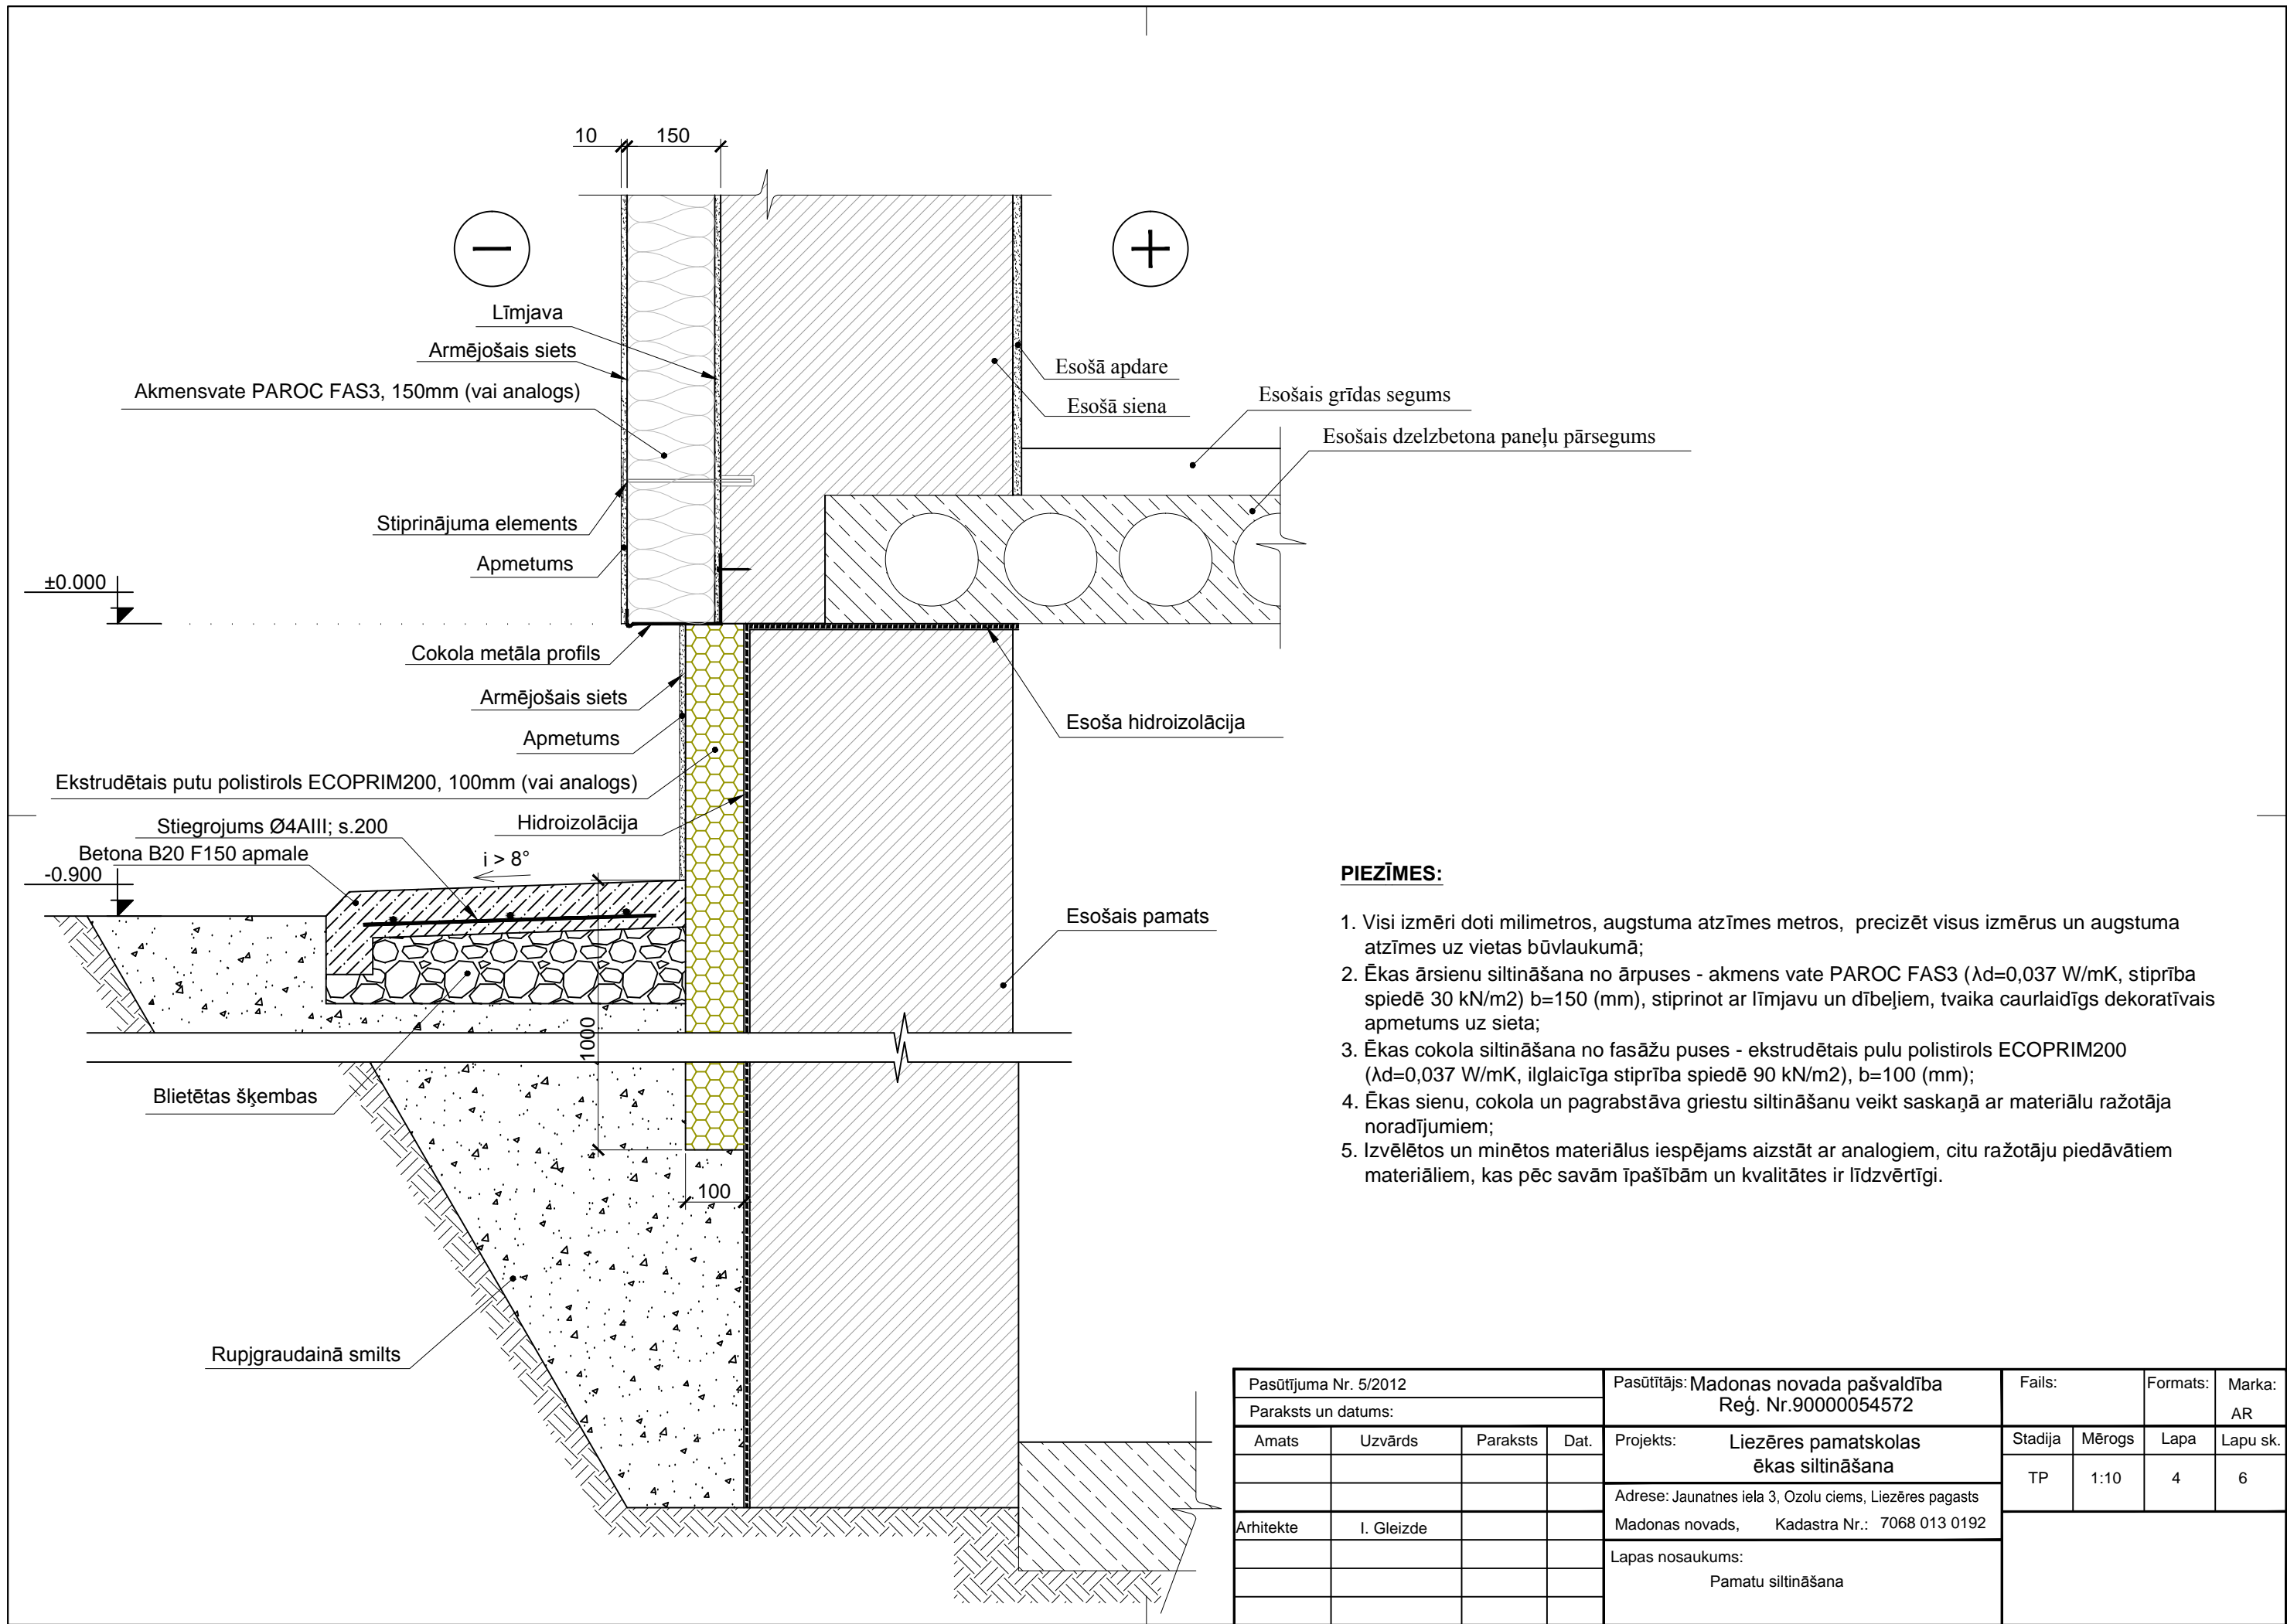 10
150
−
+
Līmjava
Armējošais siets
Akmensvate PAROC FAS3, 150mm (vai analogs)
Esošā apdare
Esošā siena
Esošais grīdas segums
Esošais dzelzbetona paneļu pārsegums
Stiprinājuma elements
Apmetums
±0.000
Cokola metāla profils
Armējošais siets
Apmetums
Esoša hidroizolācija
Ekstrudētais putu polistirols ECOPRIM200, 100mm (vai analogs)
Hidroizolācija
Stiegrojums Ø4AIII; s.200
Betona B20 F150 apmale
i > 8°
-0.900
Esošais pamats
1000
Blietētas šķembas
100
Rupjgraudainā smilts
PIEZĪMES:
1. Visi izmēri doti milimetros, augstuma atzīmes metros, precizēt visus izmērus un augstuma
atzīmes uz vietas būvlaukumā;
2. Ēkas ārsienu siltināšana no ārpuses - akmens vate PAROC FAS3 (λd=0,037 W/mK, stiprība
spiedē 30 kN/m2) b=150 (mm), stiprinot ar līmjavu un dībeļiem, tvaika caurlaidīgs dekoratīvais
apmetums uz sieta;
3. Ēkas cokola siltināšana no fasāžu puses - ekstrudētais pulu polistirols ECOPRIM200
(λd=0,037 W/mK, ilglaicīga stiprība spiedē 90 kN/m2), b=100 (mm);
4. Ēkas sienu, cokola un pagrabstāva griestu siltināšanu veikt saskaņā ar materiālu ražotāja
noradījumiem;
5. Izvēlētos un minētos materiālus iespējams aizstāt ar analogiem, citu ražotāju piedāvātiem
materiāliem, kas pēc savām īpašībām un kvalitātes ir līdzvērtīgi.
Pasūtījuma Nr. 5/2012
Paraksts un datums:
Amats Uzvārds Paraksts Dat.
Arhitekte I. Gleizde
Pasūtītājs: Madonas novada pašvaldība
Reģ. Nr.90000054572
Projekts: Liezēres pamatskolas
ēkas siltināšana
Adrese: Jaunatnes iela 3, Ozolu ciems, Liezēres pagasts
Madonas novads, Kadastra Nr.: 7068 013 0192
Lapas nosaukums:
Pamatu siltināšana
Fails: Formats: Marka:
AR
Stadija Mērogs Lapa Lapu sk.
TP 1:10 4 6